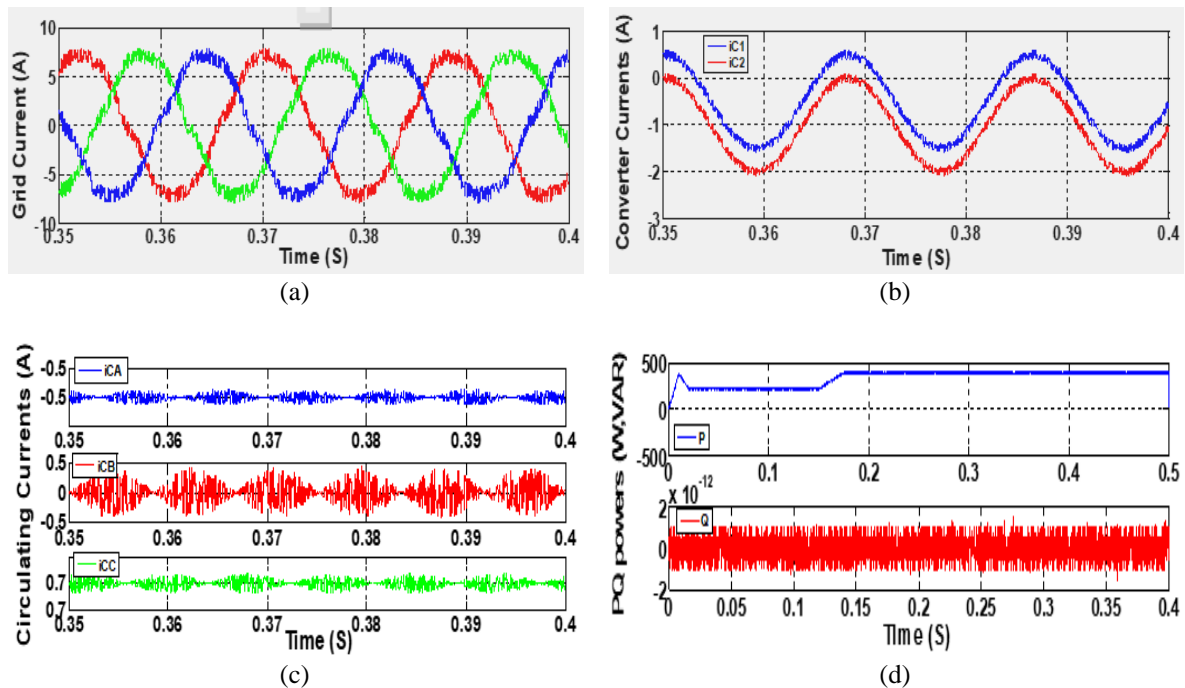 Grid Current (A)
10
5
0
-5
-10
0.35 0.36 0.37 0.38 0.39 0.4
Time (S)
(a)
Converter Currents (A)
1
0
-1
-2
-3
iC1
iC2
0.35 0.36 0.37 0.38 0.39 0.4
Time (S)
(b)
Circulating Currents (A)
-0.5
-0.5
iCA
0.35 0.36 0.37 0.38 0.39 0.4
0.5
0
-0.5
iCB
0.35 0.36 0.37 0.38 0.39 0.4
0.7
0.7
iCC
0.35 0.36 0.37 0.38 0.39 0.4
Time (S)
(c)
PQ powers (W,VAR)
500
0
-500
P
0 0.1 0.2 0.3 0.4 0.5
x 10⁻¹²
2
0
-2
Q
0 0.05 0.1 0.15 0.2 0.25 0.3 0.35 0.4
Time (S)
(d)